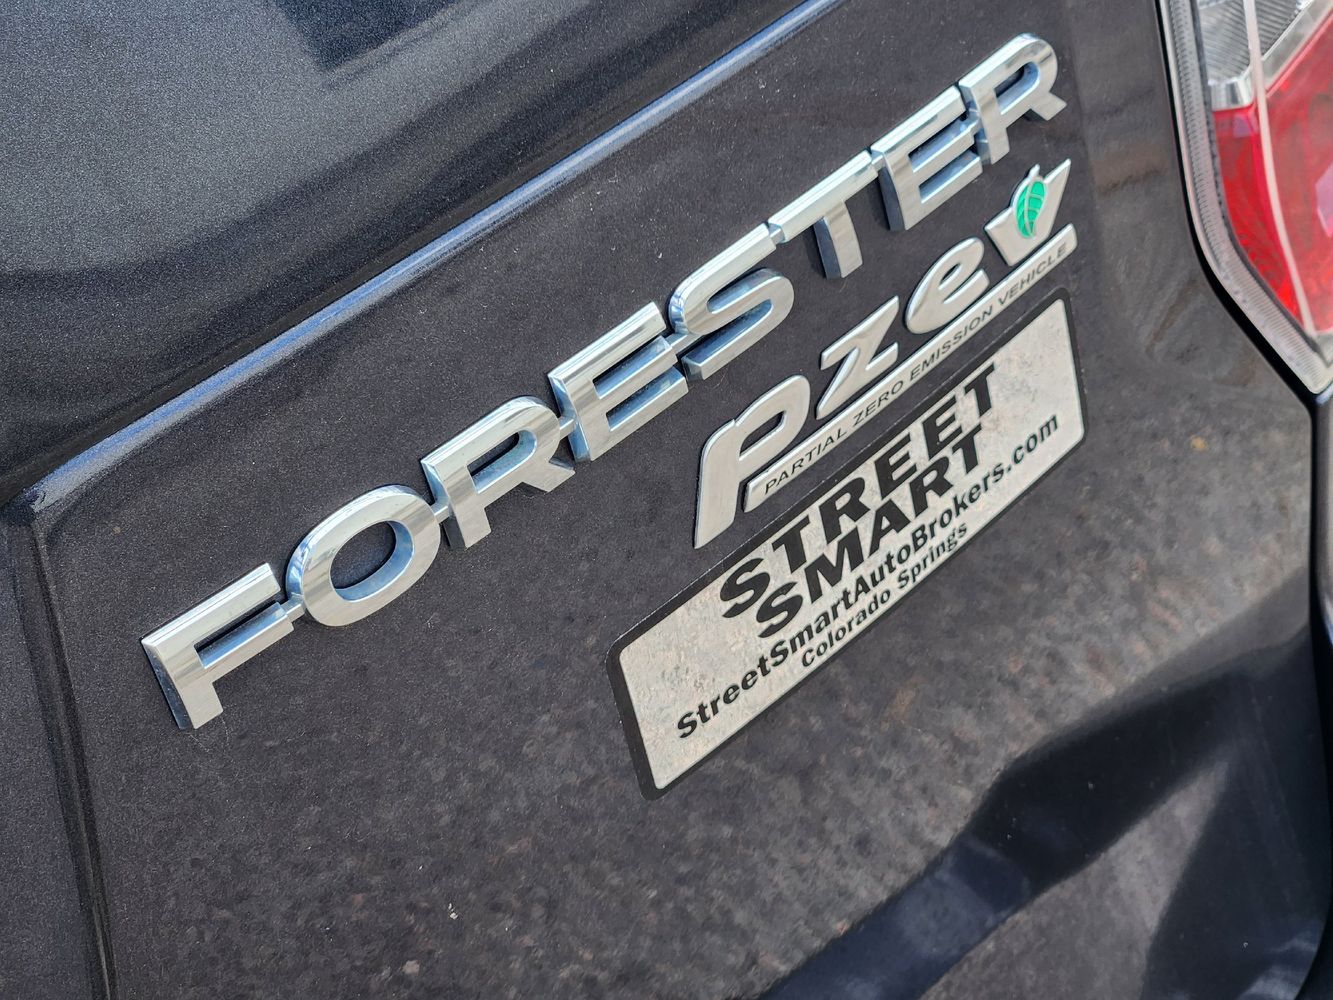 FORESTER
PZEV
PARTIAL ZERO EMISSION VEHICLE
STREET
SMART
StreetSmartAutoBrokers.com
Colorado Springs